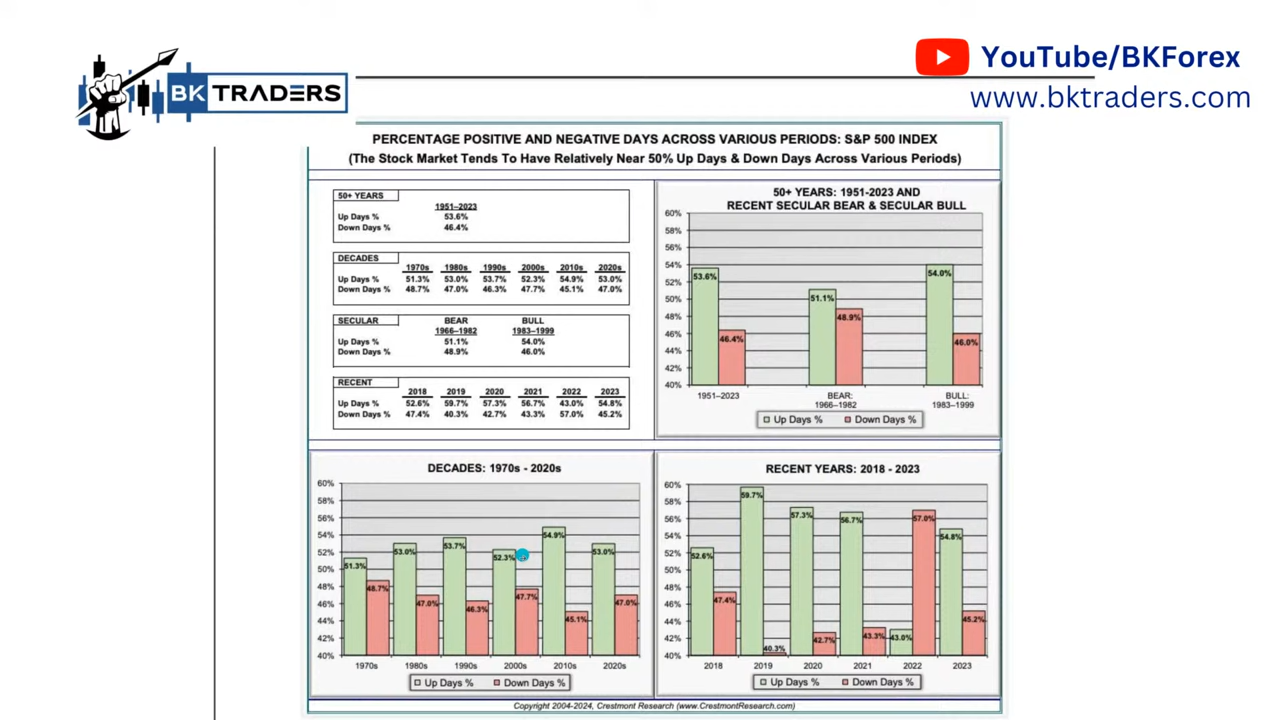 BK TRADERS
YouTube/BKForex
www.bktraders.com
PERCENTAGE POSITIVE AND NEGATIVE DAYS ACROSS VARIOUS PERIODS: S&P 500 INDEX
(The Stock Market Tends To Have Relatively Near 50% Up Days & Down Days Across Various Periods)
50+ YEARS
1951–2023
Up Days % 53.6%
Down Days % 46.4%
DECADES
1970s 1980s 1990s 2000s 2010s 2020s
Up Days % 51.3% 53.0% 53.7% 52.3% 54.9% 53.0%
Down Days % 48.7% 47.0% 46.3% 47.7% 45.1% 47.0%
SECULAR
BEAR BULL
1966–1982 1983–1999
Up Days % 51.1% 54.0%
Down Days % 48.9% 46.0%
RECENT
2018 2019 2020 2021 2022 2023
Up Days % 52.6% 59.7% 57.3% 56.7% 43.0% 54.8%
Down Days % 47.4% 40.3% 42.7% 43.3% 57.0% 45.2%
50+ YEARS: 1951-2023 AND
RECENT SECULAR BEAR & SECULAR BULL
60%
58%
56%
54%
52%
50%
48%
46%
44%
42%
40%
53.6% 46.4% 51.1% 48.9% 54.0% 46.0%
1951–2023 BEAR: BULL:
1966–1982 1983–1999
Up Days % Down Days %
DECADES: 1970s - 2020s
60%
58%
56%
54%
52%
50%
48%
46%
44%
42%
40%
51.3% 48.7% 53.0% 47.0% 53.7% 46.3% 52.3% 47.7% 54.9% 45.1% 53.0% 47.0%
1970s 1980s 1990s 2000s 2010s 2020s
Up Days % Down Days %
RECENT YEARS: 2018 - 2023
60%
58%
56%
54%
52%
50%
48%
46%
44%
42%
40%
52.6% 47.4% 59.7% 40.3% 57.3% 42.7% 56.7% 43.3% 43.0% 57.0% 54.8% 45.2%
2018 2019 2020 2021 2022 2023
Up Days % Down Days %
Copyright 2004-2024, Crestmont Research (www.CrestmontResearch.com)